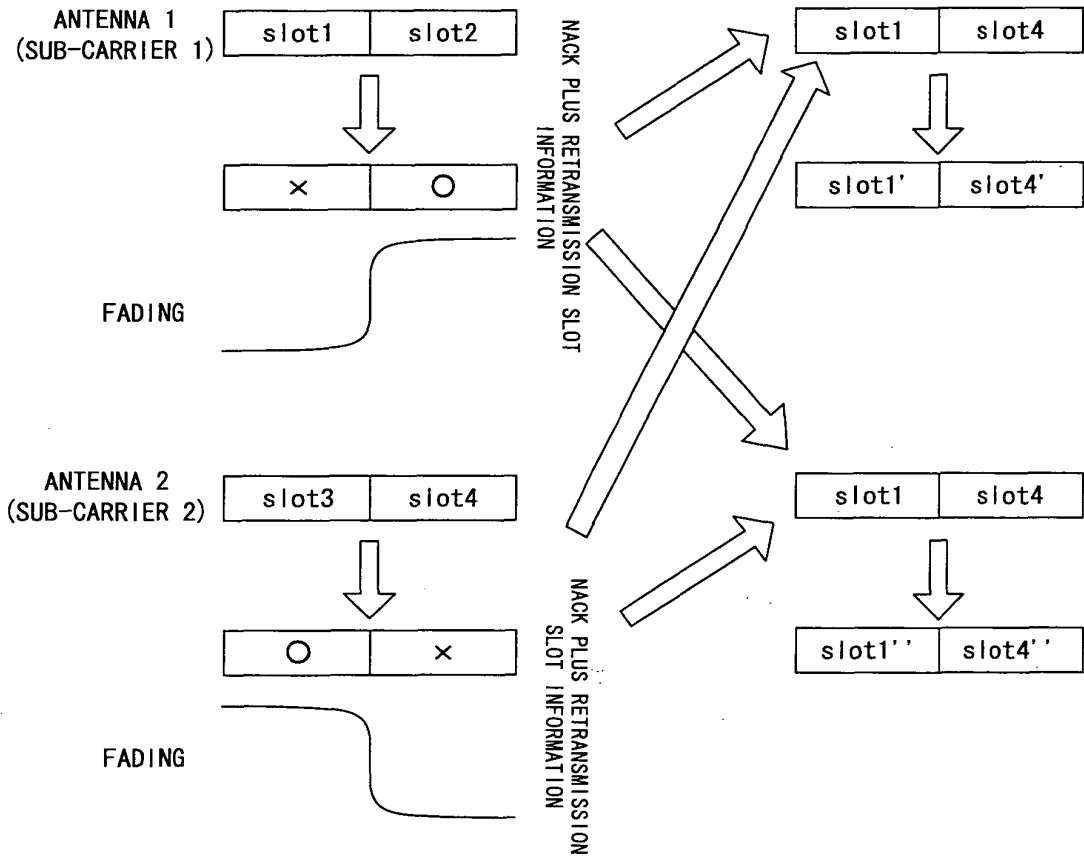 ANTENNA 1
(SUB-CARRIER 1)
slot1 slot2
× ○
FADING
NACK PLUS RETRANSMISSION SLOT
INFORMATION
slot1 slot4
slot1' slot4'
ANTENNA 2
(SUB-CARRIER 2)
slot3 slot4
○ ×
FADING
NACK PLUS RETRANSMISSION
SLOT INFORMATION
slot1 slot4
slot1'' slot4''